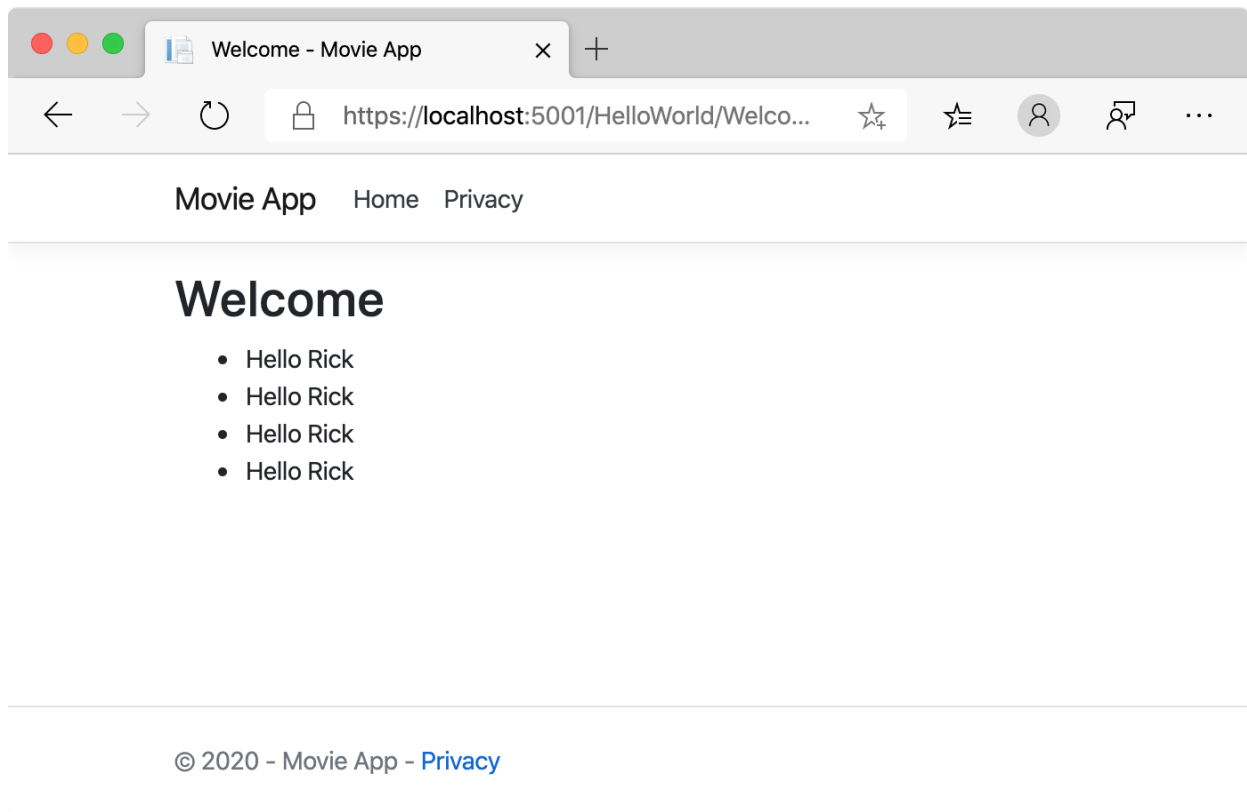 Welcome - Movie App
https://localhost:5001/HelloWorld/Welco...
Movie App Home Privacy
Welcome
• Hello Rick
• Hello Rick
• Hello Rick
• Hello Rick
© 2020 - Movie App - Privacy